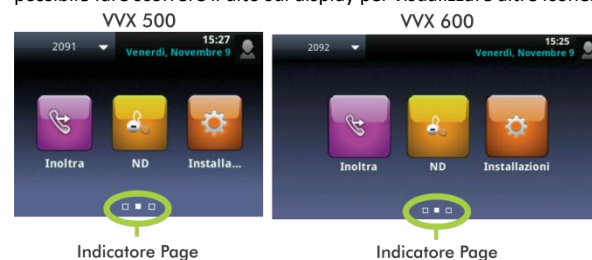 VVX 500
VVX 600
2091
15:27
Venerdì, Novembre 9
Inoltra
ND
Installa...
2092
15:25
Venerdì, Novembre 9
Inoltra
ND
Installazioni
Indicatore Page
Indicatore Page